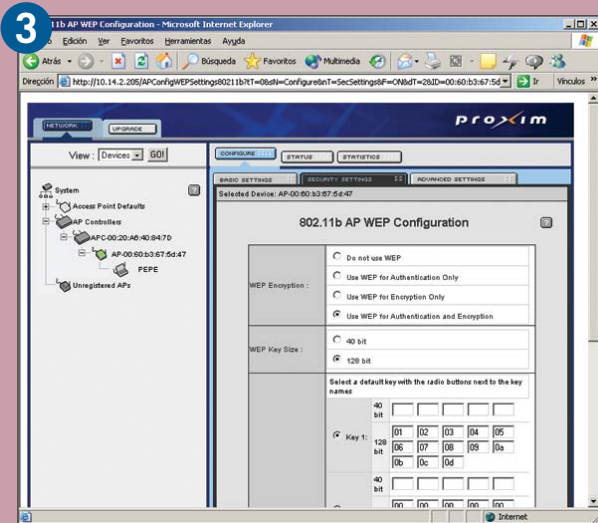 3
11b AP WEP Configuration - Microsoft Internet Explorer
Edición Ver Favoritos Herramientas Ayuda
Atrás Búsqueda Favoritos Multimedia
Dirección http://10.14.2.205/APConfigWEPSettings80211b?tT=0&sN=Configure&nT=SecSettings&F=ON&dT=2&ID=00:60:b3:67:5d Ir Vínculos »
NETWORK UPGRADE
proxim
View : Devices GO!
CONFIGURE STATUS STATISTICS
BASIC SETTINGS SECURITY SETTINGS ADVANCED SETTINGS
Selected Device: AP-00:60:b3:67:5d:47
System
Access Point Defaults
AP Controllers
APC-00:20:A6:40:84:7D
AP-00:60:b3:67:5d:47
PEPE
Unregistered APs
802.11b AP WEP Configuration
WEP Encryption :
Do not use WEP
Use WEP for Authentication Only
Use WEP for Encryption Only
Use WEP for Authentication and Encryption
WEP Key Size :
40 bit
128 bit
Select a default key with the radio buttons next to the key
names
Key 1:
40
bit
128
bit
01 02 03 04 05
06 07 08 09 0a
0b 0c 0d
40
bit
00 00 00 00 00
Internet